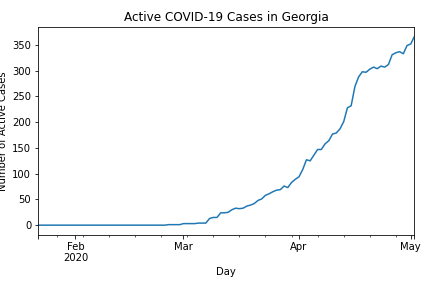 Active COVID-19 Cases in Georgia
Number of Active Cases
350
300
250
200
150
100
50
0
Feb
2020
Mar
Apr
May
Day